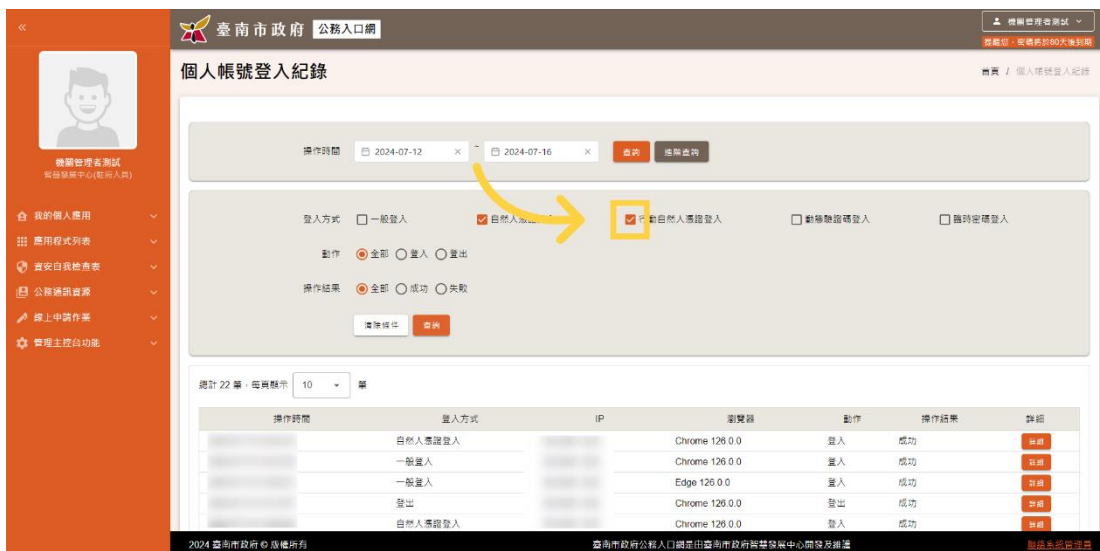 臺南市政府 公務入口網
機關管理者測試
提醒您,密碼將於80天後到期
個人帳號登入紀錄
首頁 / 個人帳號登入紀錄
機關管理者測試
智慧發展中心(駐府人員)
我的個人應用
應用程式列表
資安自我檢查表
公務通訊資源
線上申請作業
管理主控台功能
操作時間 2024-07-12 × ~ 2024-07-16 × 查詢 進階查詢
登入方式 一般登入 自然人憑 行動自然人憑證登入 動態驗證碼登入 臨時密碼登入
動作 全部 登入 登出
操作結果 全部 成功 失敗
清除條件 查詢
總計 22 筆,每頁顯示 10 筆
操作時間 登入方式 IP 瀏覽器 動作 操作結果 詳細
自然人憑證登入 Chrome 126.0.0 登入 成功 詳細
一般登入 Chrome 126.0.0 登入 成功 詳細
一般登入 Edge 126.0.0 登入 成功 詳細
登出 Chrome 126.0.0 登出 成功 詳細
自然人憑證登入 Chrome 126.0.0 登入 成功 詳細
2024 臺南市政府 © 版權所有
臺南市政府公務入口網是由臺南市政府智慧發展中心開發及維護
聯絡系統管理員